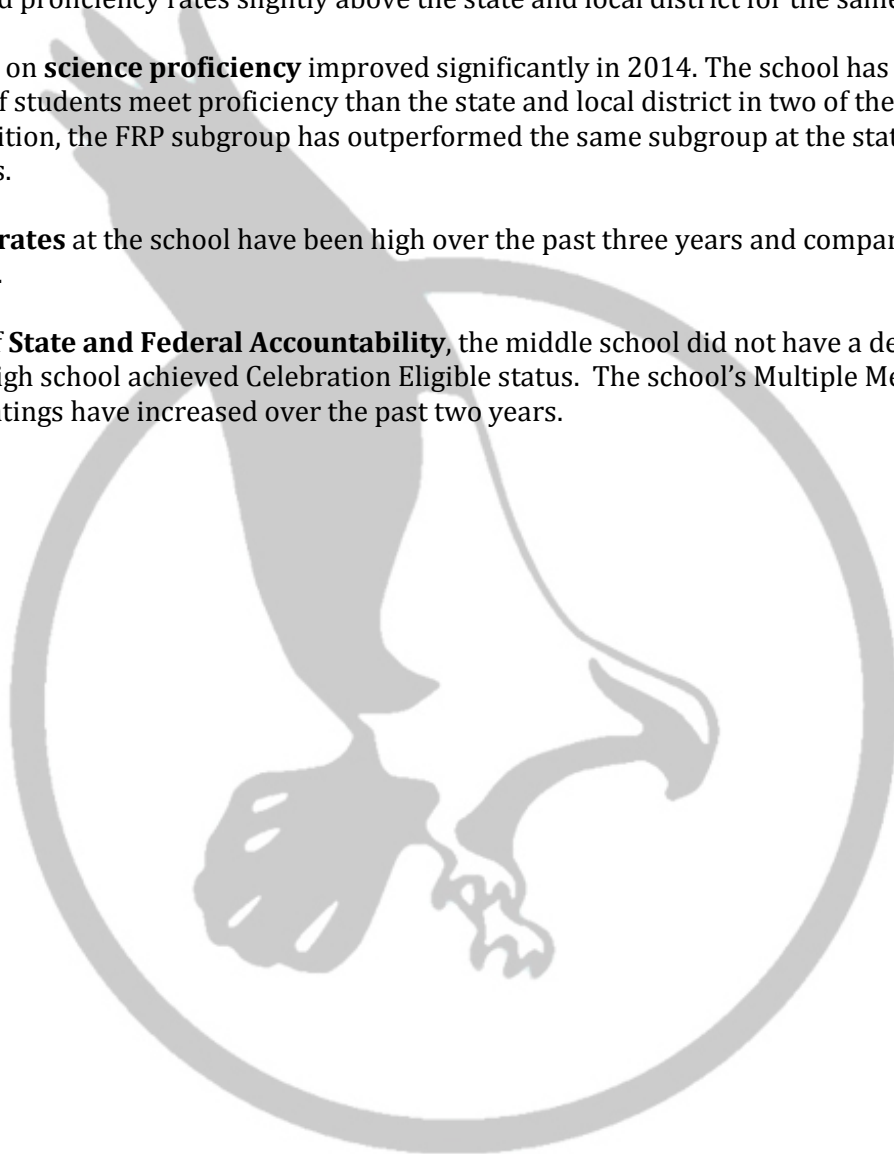 d proficiency rates slightly above the state and local district for the same
on science proficiency improved significantly in 2014. The school has
f students meet proficiency than the state and local district in two of the
ition, the FRP subgroup has outperformed the same subgroup at the stat
s.
rates at the school have been high over the past three years and compar
.
f State and Federal Accountability, the middle school did not have a de
igh school achieved Celebration Eligible status. The school’s Multiple Me
atings have increased over the past two years.